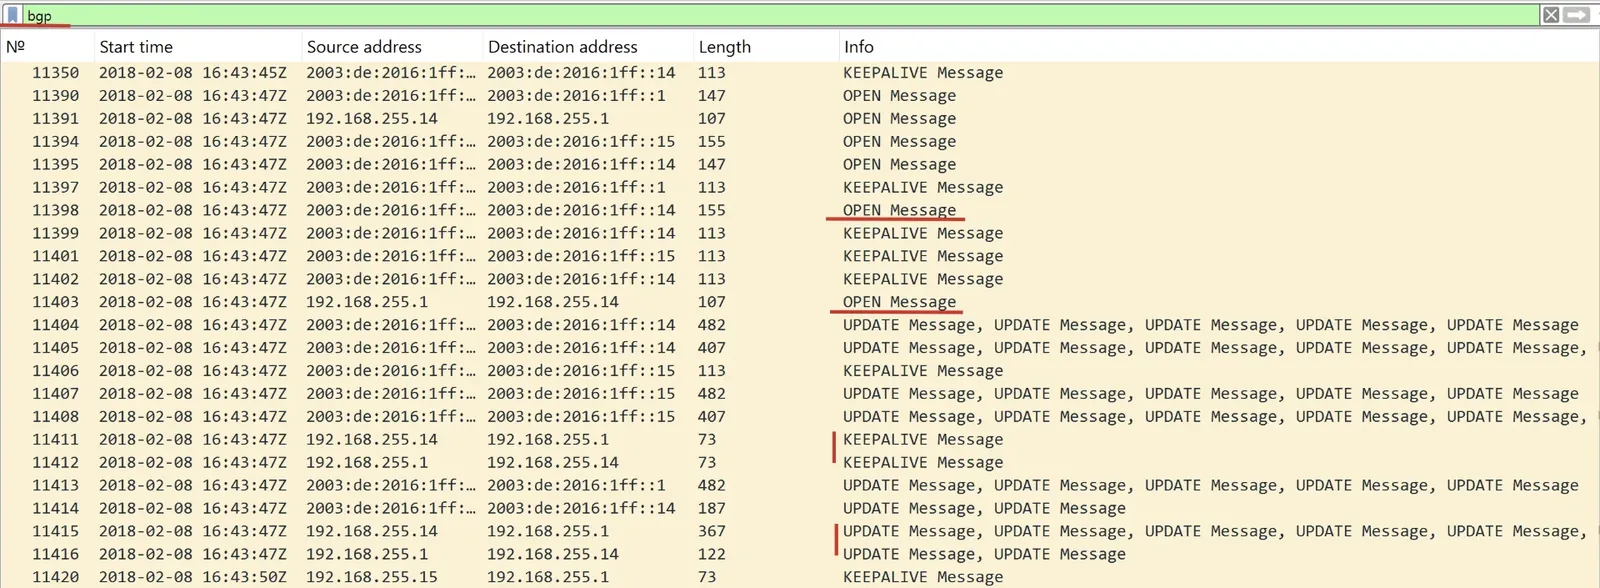 bgp
№ Start time Source address Destination address Length Info
11350 2018-02-08 16:43:45Z 2003:de:2016:1ff:… 2003:de:2016:1ff::14 113 KEEPALIVE Message
11390 2018-02-08 16:43:47Z 2003:de:2016:1ff:… 2003:de:2016:1ff::1 147 OPEN Message
11391 2018-02-08 16:43:47Z 192.168.255.14 192.168.255.1 107 OPEN Message
11394 2018-02-08 16:43:47Z 2003:de:2016:1ff:… 2003:de:2016:1ff::15 155 OPEN Message
11395 2018-02-08 16:43:47Z 2003:de:2016:1ff:… 2003:de:2016:1ff::14 147 OPEN Message
11397 2018-02-08 16:43:47Z 2003:de:2016:1ff:… 2003:de:2016:1ff::1 113 KEEPALIVE Message
11398 2018-02-08 16:43:47Z 2003:de:2016:1ff:… 2003:de:2016:1ff::14 155 OPEN Message
11399 2018-02-08 16:43:47Z 2003:de:2016:1ff:… 2003:de:2016:1ff::14 113 KEEPALIVE Message
11401 2018-02-08 16:43:47Z 2003:de:2016:1ff:… 2003:de:2016:1ff::15 113 KEEPALIVE Message
11402 2018-02-08 16:43:47Z 2003:de:2016:1ff:… 2003:de:2016:1ff::14 113 KEEPALIVE Message
11403 2018-02-08 16:43:47Z 192.168.255.1 192.168.255.14 107 OPEN Message
11404 2018-02-08 16:43:47Z 2003:de:2016:1ff:… 2003:de:2016:1ff::14 482 UPDATE Message, UPDATE Message, UPDATE Message, UPDATE Message, UPDATE Message
11405 2018-02-08 16:43:47Z 2003:de:2016:1ff:… 2003:de:2016:1ff::14 407 UPDATE Message, UPDATE Message, UPDATE Message, UPDATE Message, UPDATE Message,
11406 2018-02-08 16:43:47Z 2003:de:2016:1ff:… 2003:de:2016:1ff::15 113 KEEPALIVE Message
11407 2018-02-08 16:43:47Z 2003:de:2016:1ff:… 2003:de:2016:1ff::15 482 UPDATE Message, UPDATE Message, UPDATE Message, UPDATE Message, UPDATE Message
11408 2018-02-08 16:43:47Z 2003:de:2016:1ff:… 2003:de:2016:1ff::15 407 UPDATE Message, UPDATE Message, UPDATE Message, UPDATE Message, UPDATE Message,
11411 2018-02-08 16:43:47Z 192.168.255.14 192.168.255.1 73 KEEPALIVE Message
11412 2018-02-08 16:43:47Z 192.168.255.1 192.168.255.14 73 KEEPALIVE Message
11413 2018-02-08 16:43:47Z 2003:de:2016:1ff:… 2003:de:2016:1ff::1 482 UPDATE Message, UPDATE Message, UPDATE Message, UPDATE Message, UPDATE Message
11414 2018-02-08 16:43:47Z 2003:de:2016:1ff:… 2003:de:2016:1ff::14 187 UPDATE Message, UPDATE Message
11415 2018-02-08 16:43:47Z 192.168.255.14 192.168.255.1 367 UPDATE Message, UPDATE Message, UPDATE Message, UPDATE Message, UPDATE Message,
11416 2018-02-08 16:43:47Z 192.168.255.1 192.168.255.14 122 UPDATE Message, UPDATE Message
11420 2018-02-08 16:43:50Z 192.168.255.15 192.168.255.1 73 KEEPALIVE Message